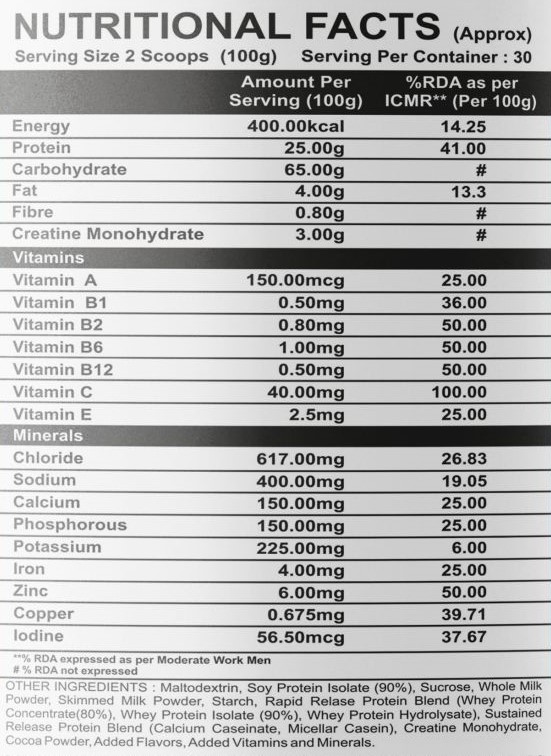 NUTRITIONAL FACTS (Approx)
Serving Size 2 Scoops (100g) Serving Per Container : 30
Amount Per Serving (100g) %RDA as per ICMR** (Per 100g)
Energy 400.00kcal 14.25
Protein 25.00g 41.00
Carbohydrate 65.00g #
Fat 4.00g 13.3
Fibre 0.80g #
Creatine Monohydrate 3.00g #
Vitamins
Vitamin A 150.00mcg 25.00
Vitamin B1 0.50mg 36.00
Vitamin B2 0.80mg 50.00
Vitamin B6 1.00mg 50.00
Vitamin B12 0.50mg 50.00
Vitamin C 40.00mg 100.00
Vitamin E 2.5mg 25.00
Minerals
Chloride 617.00mg 26.83
Sodium 400.00mg 19.05
Calcium 150.00mg 25.00
Phosphorous 150.00mg 25.00
Potassium 225.00mg 6.00
Iron 4.00mg 25.00
Zinc 6.00mg 50.00
Copper 0.675mg 39.71
Iodine 56.50mcg 37.67
**% RDA expressed as per Moderate Work Men
# % RDA not expressed
OTHER INGREDIENTS : Maltodextrin, Soy Protein Isolate (90%), Sucrose, Whole Milk
Powder, Skimmed Milk Powder, Starch, Rapid Relase Protein Blend (Whey Protein
Concentrate(80%), Whey Protein Isolate (90%), Whey Protein Hydrolysate), Sustained
Release Protein Blend (Calcium Caseinate, Micellar Casein), Creatine Monohydrate,
Cocoa Powder, Added Flavors, Added Vitamins and Minerals.